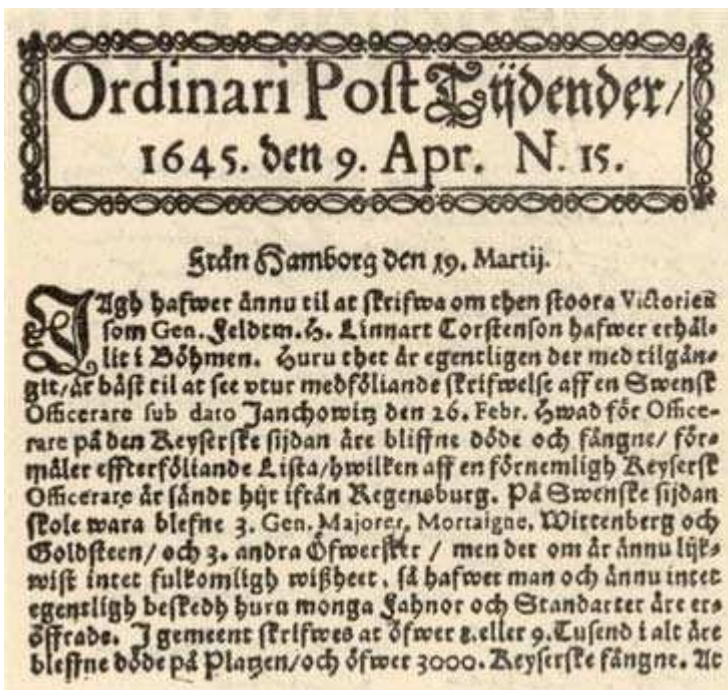 Ordinari Post Tijdender/
1645. den 9. Apr. N. 15.
Från Hamborg den 19. Martij.
JAgh hafwer ännu til at skrifwa om then stoora Victorien
som Gen. Feldtm. H. Linnart Torstenson hafwer erhål-
lit i Böhmen. Huru thet är egentligen der med tilgån-
git/är bäst til at see vtur medföliande skrifwelse aff en Swensk
Officerare sub dato Janchowitz den 26. Febr. Hwad för Office-
rare på den Keyserske sijdan äre bliffne döde och fångne/ för-
mäler effterföliande Lista/hwilken aff en förnemligh Keysersk
Officerare är sändt hijt ifrån Regensburg. På Swenske sijdan
skole wara blefne 3. Gen. Majorer, Mortaigne, Wittenberg och
Goldsteen/ och 3. andra Öfwerster / men det om är ännu lijk-
wist intet fulkomligh wißheet, så hafwer man och ännu intet
egentligh beskedh huru monga Fahnor och Standarter äre er-
öffrade. J gemeent skrifwes at öfwer 8. eller 9. Tusend i alt äre
bleffne döde på Platzen/och öfwer 3000. Keyserske fångne. At